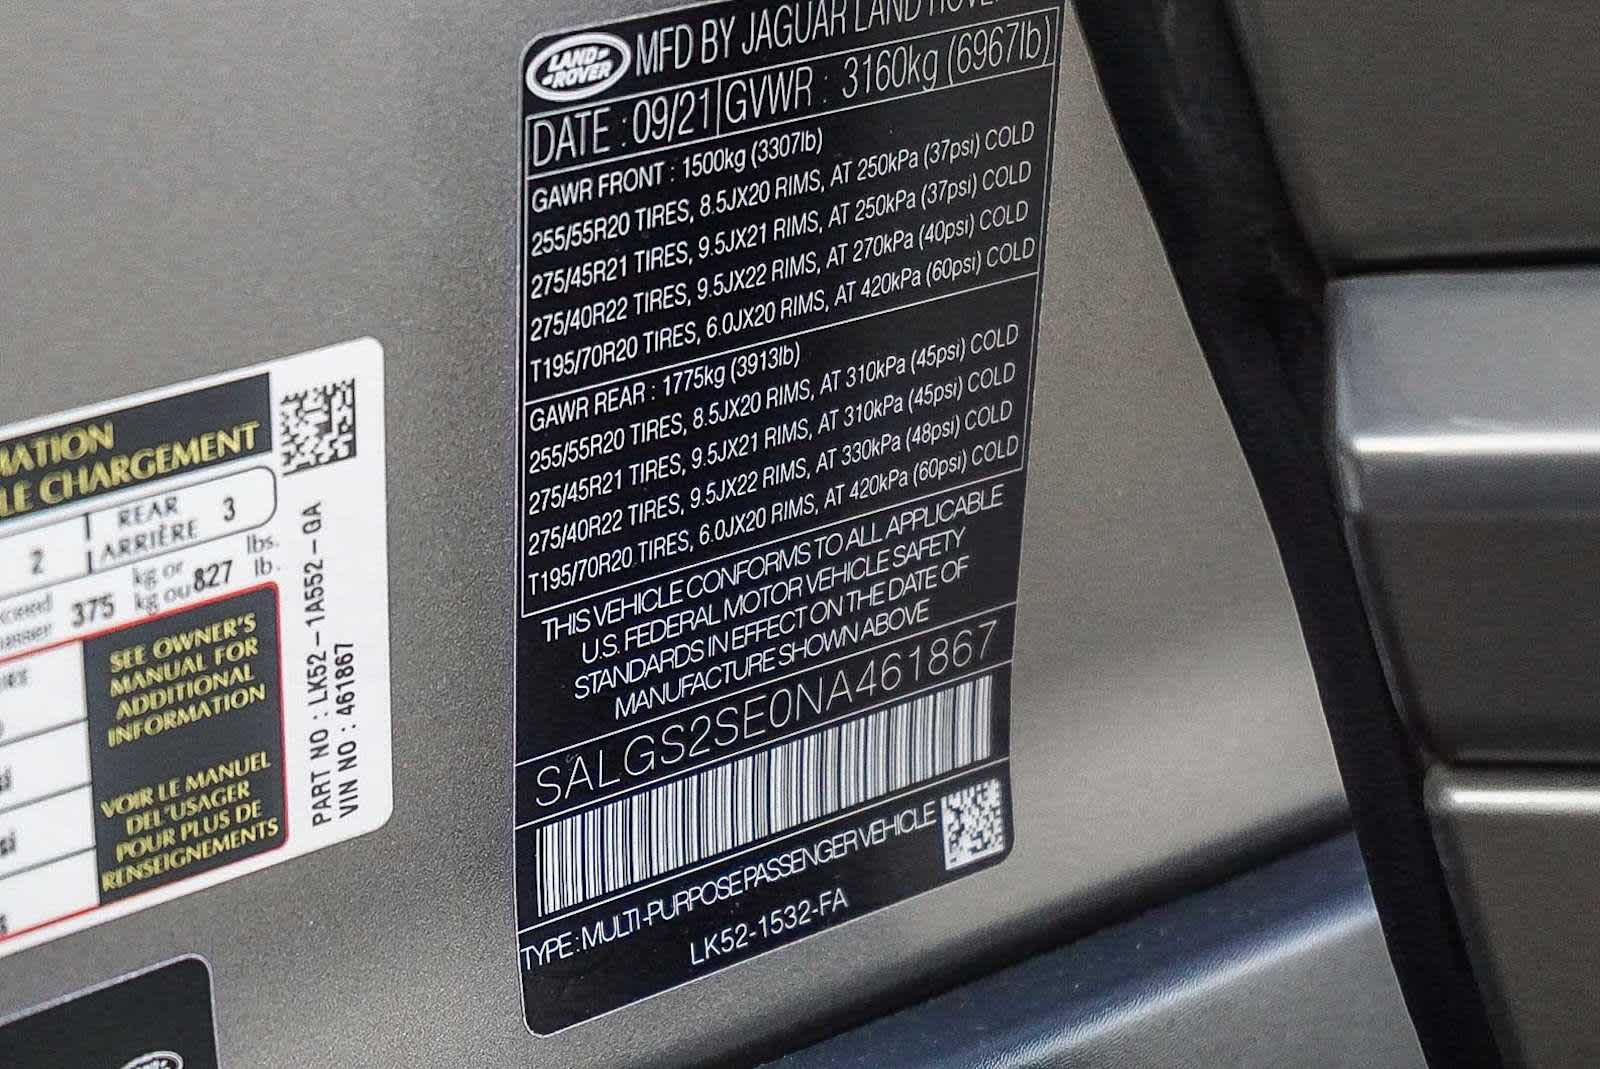 LAND ROVER
MFD BY JAGUAR LAND ROVER
DATE : 09/21 GVWR : 3160kg (6967lb)
GAWR FRONT : 1500kg (3307lb)
255/55R20 TIRES, 8.5JX20 RIMS, AT 250kPa (37psi) COLD
275/45R21 TIRES, 9.5JX21 RIMS, AT 250kPa (37psi) COLD
275/40R22 TIRES, 9.5JX22 RIMS, AT 270kPa (40psi) COLD
T195/70R20 TIRES, 6.0JX20 RIMS, AT 420kPa (60psi) COLD
GAWR REAR : 1775kg (3913lb)
255/55R20 TIRES, 8.5JX20 RIMS, AT 310kPa (45psi) COLD
275/45R21 TIRES, 9.5JX21 RIMS, AT 310kPa (45psi) COLD
275/40R22 TIRES, 9.5JX22 RIMS, AT 330kPa (48psi) COLD
T195/70R20 TIRES, 6.0JX20 RIMS, AT 420kPa (60psi) COLD
THIS VEHICLE CONFORMS TO ALL APPLICABLE
U.S. FEDERAL MOTOR VEHICLE SAFETY
STANDARDS IN EFFECT ON THE DATE OF
MANUFACTURE SHOWN ABOVE
SALGS2SE0NA461867
TYPE : MULTI-PURPOSE PASSENGER VEHICLE
LK52-1532-FA
MATION
LE CHARGEMENT
2 REAR 3
ARRIÈRE
375 kg or 827 lbs.
kg ou lb.
SEE OWNER'S
MANUAL FOR
ADDITIONAL
INFORMATION
VOIR LE MANUEL
DE L'USAGER
POUR PLUS DE
RENSEIGNEMENTS
PART NO : LK52-1A552-GA
VIN NO : 461867